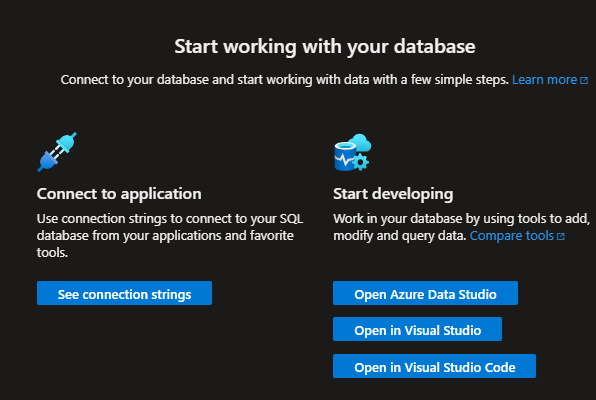 Start working with your database
Connect to your database and start working with data with a few simple steps. Learn more
Connect to application
Use connection strings to connect to your SQL
database from your applications and favorite
tools.
See connection strings
Start developing
Work in your database by using tools to add,
modify and query data. Compare tools
Open Azure Data Studio
Open in Visual Studio
Open in Visual Studio Code